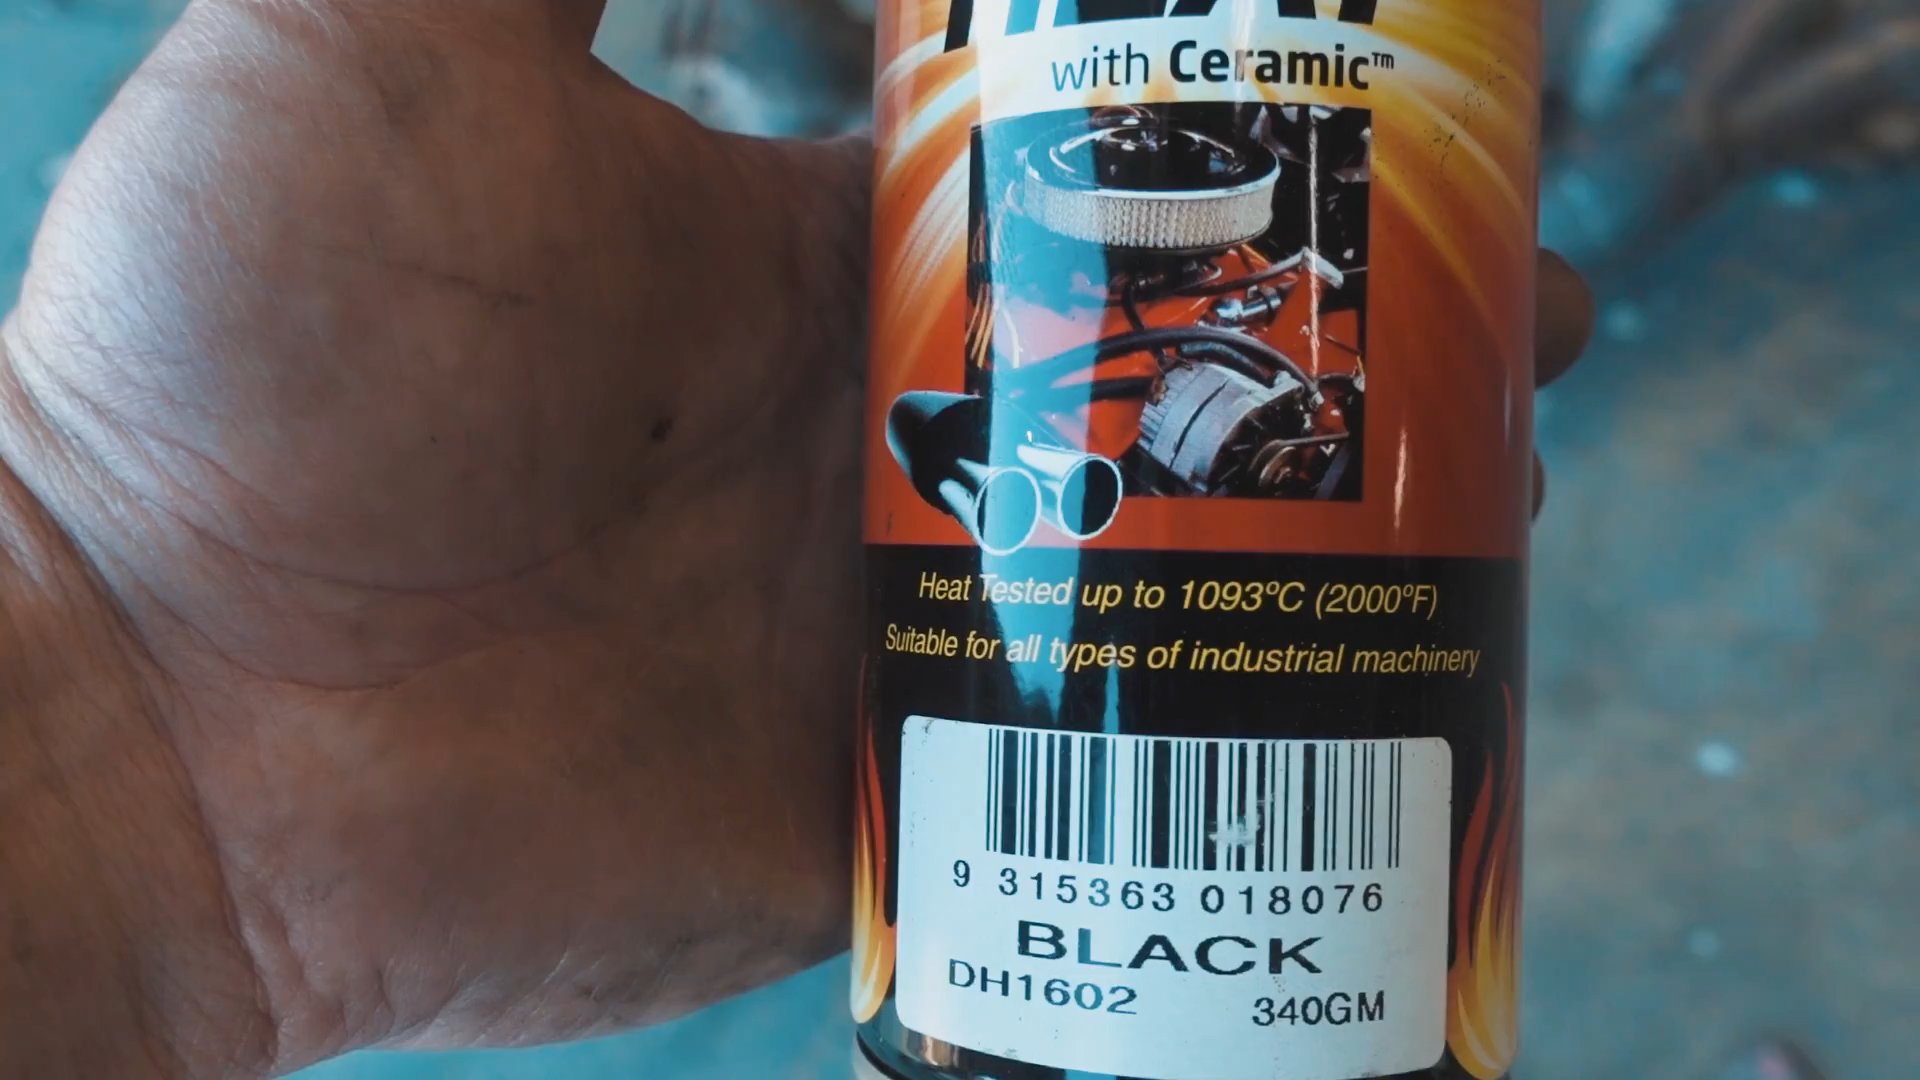 HEAT
with Ceramic™
Heat Tested up to 1093ºC (2000ºF)
Suitable for all types of industrial machinery
9 315363 018076
BLACK
DH1602 340GM